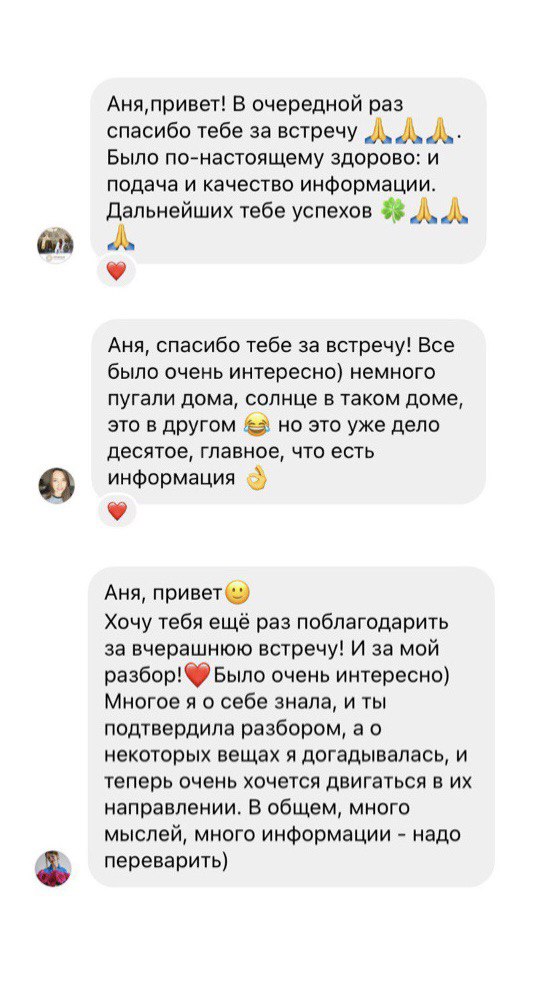 Аня,привет! В очередной раз
спасибо тебе за встречу 🙏🙏🙏.
Было по-настоящему здорово: и
подача и качество информации.
Дальнейших тебе успехов 🍀🙏🙏
🙏
❤️
Аня, спасибо тебе за встречу! Все
было очень интересно) немного
пугали дома, солнце в таком доме,
это в другом 😂 но это уже дело
десятое, главное, что есть
информация 👌
❤️
Аня, привет🙂
Хочу тебя ещё раз поблагодарить
за вчерашнюю встречу! И за мой
разбор!❤️Было очень интересно)
Многое я о себе знала, и ты
подтвердила разбором, а о
некоторых вещах я догадывалась, и
теперь очень хочется двигаться в их
направлении. В общем, много
мыслей, много информации - надо
переварить)